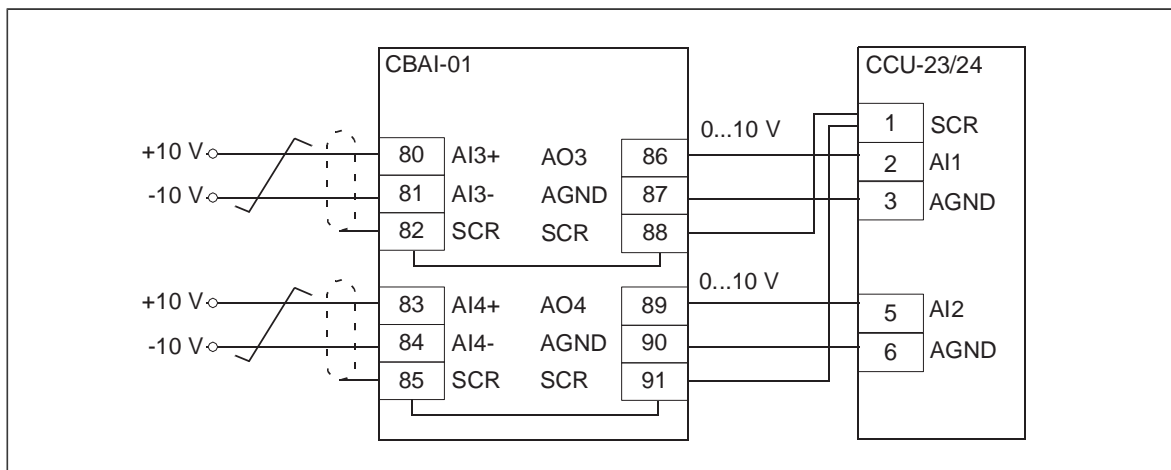 CBAI-01
CCU-23/24
0...10 V
1 SCR
+10 V 80 AI3+ AO3 86 2 AI1
-10 V 81 AI3- AGND 87 3 AGND
82 SCR SCR 88
0...10 V
+10 V 83 AI4+ AO4 89 5 AI2
-10 V 84 AI4- AGND 90 6 AGND
85 SCR SCR 91